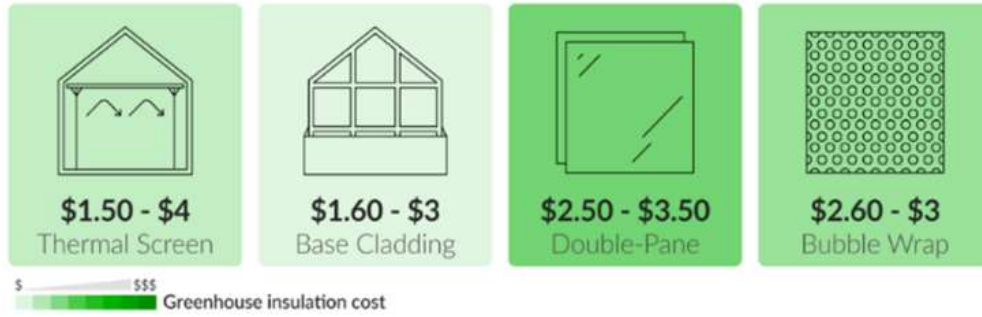 $1.50 - $4
Thermal Screen
$1.60 - $3
Base Cladding
$2.50 - $3.50
Double-Pane
$2.60 - $3
Bubble Wrap
$ $$$
Greenhouse insulation cost